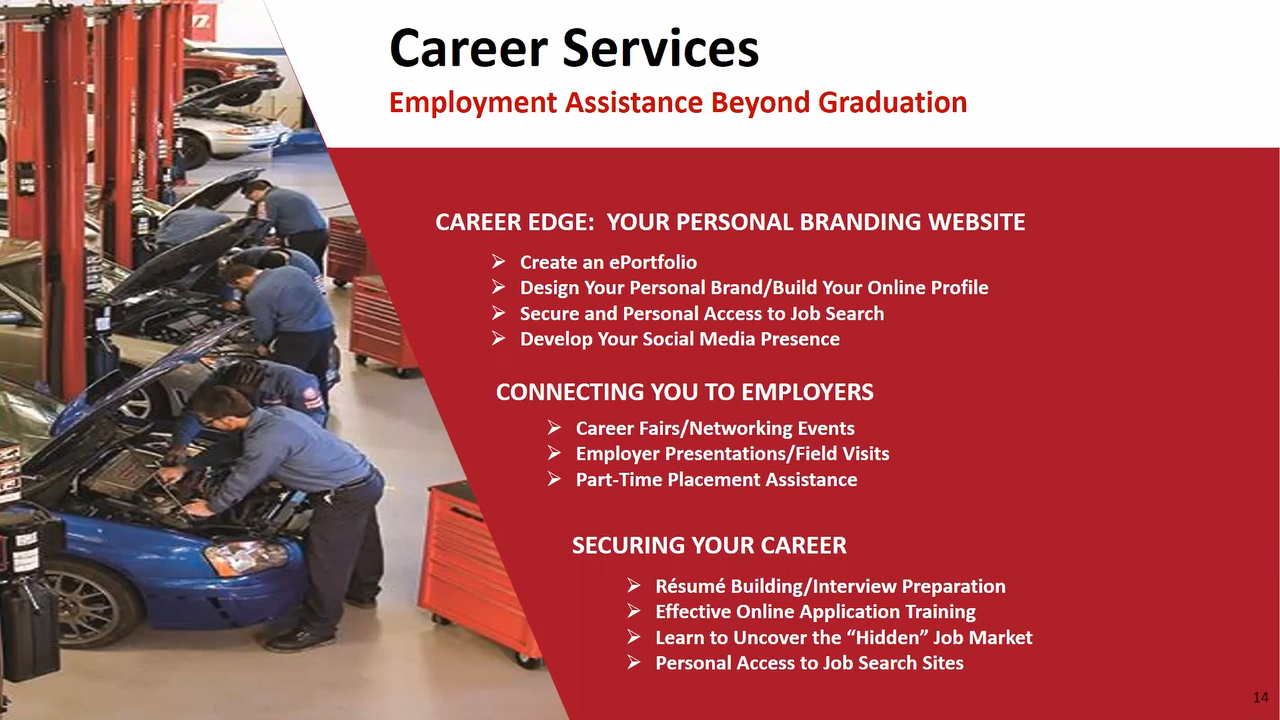 Career Services
Employment Assistance Beyond Graduation
CAREER EDGE:  YOUR PERSONAL BRANDING WEBSITE
Create an ePortfolio
Design Your Personal Brand/Build Your Online Profile
Secure and Personal Access to Job Search
Develop Your Social Media Presence
CONNECTING YOU TO EMPLOYERS
Career Fairs/Networking Events
Employer Presentations/Field Visits
Part-Time Placement Assistance
SECURING YOUR CAREER
Résumé Building/Interview Preparation
Effective Online Application Training
Learn to Uncover the “Hidden” Job Market
Personal Access to Job Search Sites
14